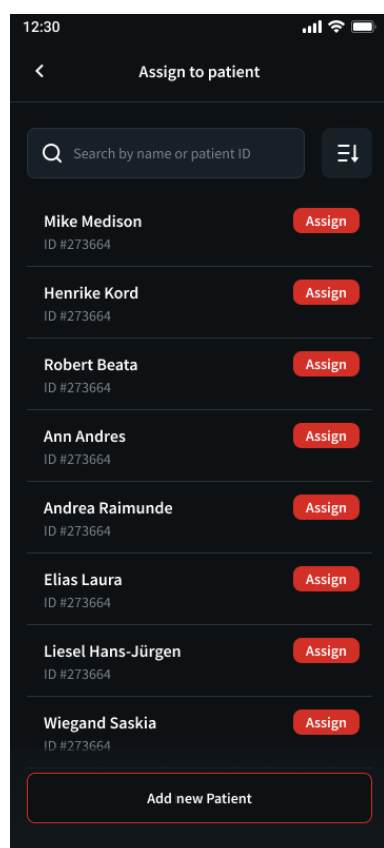 12:30
Assign to patient
Search by name or patient ID
Mike Medison
Assign
ID #273664
Henrike Kord
Assign
ID #273664
Robert Beata
Assign
ID #273664
Ann Andres
Assign
ID #273664
Andrea Raimunde
Assign
ID #273664
Elias Laura
Assign
ID #273664
Liesel Hans-Jürgen
Assign
ID #273664
Wiegand Saskia
Assign
ID #273664
Add new Patient